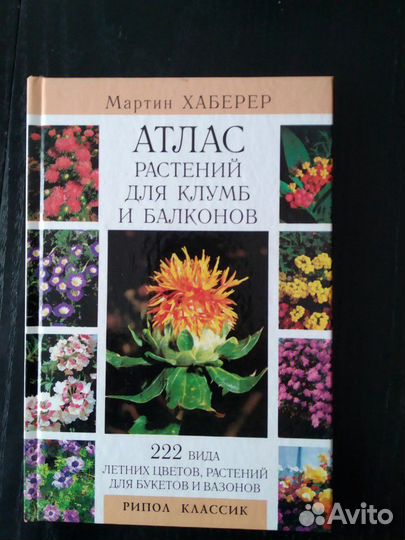 Мартин ХАБЕРЕР
АТЛАС
РАСТЕНИЙ
ДЛЯ КЛУМБ
И БАЛКОНОВ
222 ВИДА
ЛЕТНИХ ЦВЕТОВ, РАСТЕНИЙ
ДЛЯ БУКЕТОВ И ВАЗОНОВ
РИПОЛ КЛАССИК
Avito